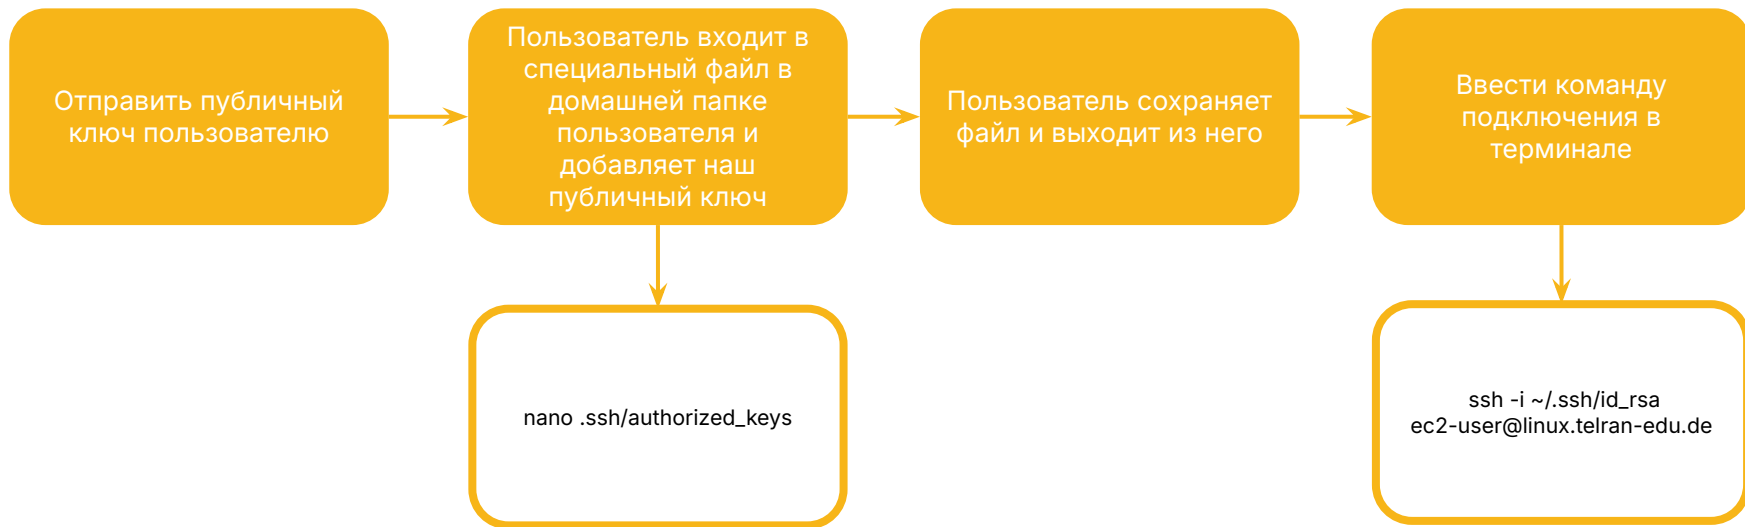 Отправить публичный
ключ пользователю
Пользователь входит в
специальный файл в
домашней папке
пользователя и
добавляет наш
публичный ключ
Пользователь сохраняет
файл и выходит из него
Ввести команду
подключения в
терминале
nano .ssh/authorized_keys
ssh -i ~/.ssh/id_rsa
ec2-user@linux.telran-edu.de